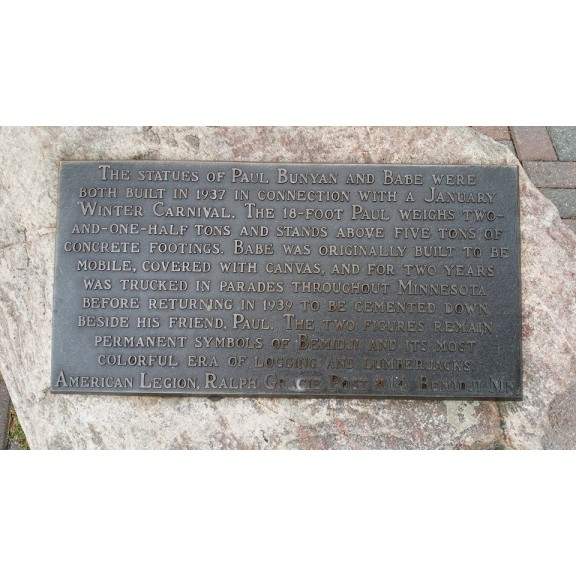 THE STATUES OF PAUL BUNYAN AND BABE WERE
BOTH BUILT IN 1937 IN CONNECTION WITH A JANUARY
WINTER CARNIVAL. THE 18-FOOT PAUL WEIGHS TWO-
AND-ONE-HALF TONS AND STANDS ABOVE FIVE TONS OF
CONCRETE FOOTINGS. BABE WAS ORIGINALLY BUILT TO BE
MOBILE, COVERED WITH CANVAS, AND FOR TWO YEARS
WAS TRUCKED IN PARADES THROUGHOUT MINNESOTA
BEFORE RETURNING IN 1939 TO BE CEMENTED DOWN
BESIDE HIS FRIEND, PAUL. THE TWO FIGURES REMAIN
PERMANENT SYMBOLS OF BEMIDJI AND ITS MOST
COLORFUL ERA OF LOGGING AND LUMBERJACKS.
AMERICAN LEGION, RALPH GRACIE POST BEMIDJI, MN